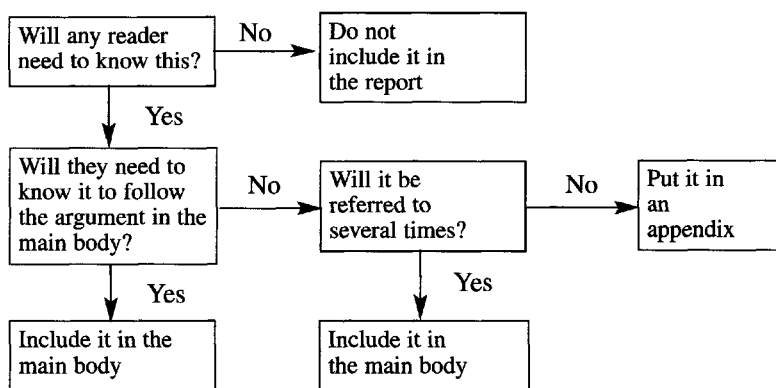 Will any reader
need to know this?
No
Do not
include it in
the report
Yes
Will they need to
know it to follow
the argument in the
main body?
No
Will it be
referred to
several times?
No
Put it in
an
appendix
Yes
Include it in the
main body
Yes
Include it in
the main body